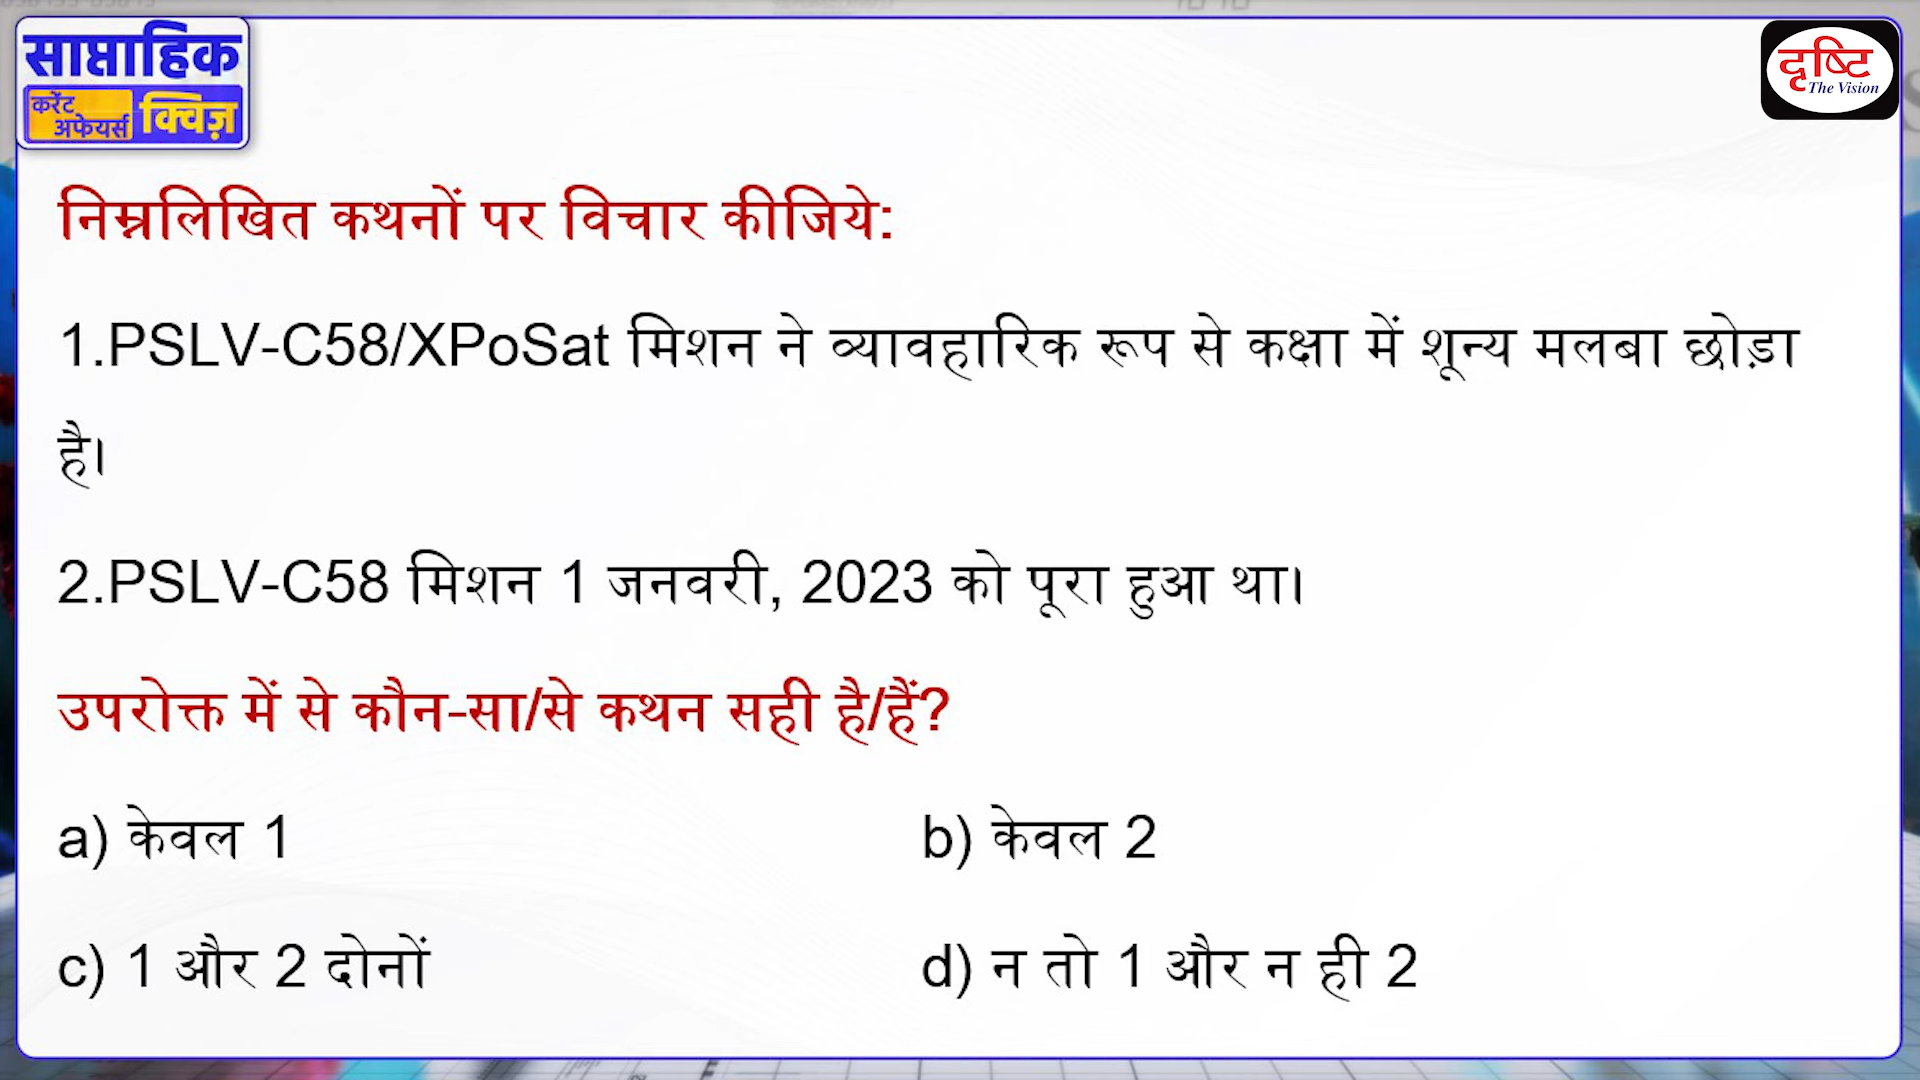 साप्ताहिक
करेंट
अफेयर्स क्विज़
दृष्टि
The Vision
निम्नलिखित कथनों पर विचार कीजिये:
1.PSLV-C58/XPoSat मिशन ने व्यावहारिक रूप से कक्षा में शून्य मलबा छोड़ा
है।
2.PSLV-C58 मिशन 1 जनवरी, 2023 को पूरा हुआ था।
उपरोक्त में से कौन-सा/से कथन सही है/हैं?
a) केवल 1
b) केवल 2
c) 1 और 2 दोनों
d) न तो 1 और न ही 2